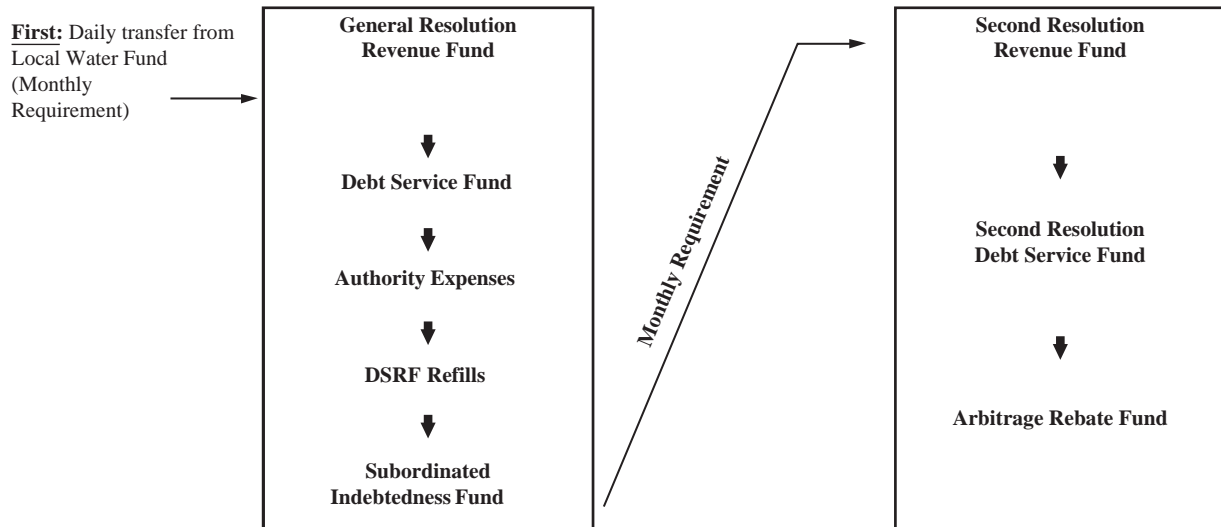 First: Daily transfer from
Local Water Fund
(Monthly
Requirement)
General Resolution
Revenue Fund
Debt Service Fund
Authority Expenses
DSRF Refills
Subordinated
Indebtedness Fund
Monthly Requirement
Second Resolution
Revenue Fund
Second Resolution
Debt Service Fund
Arbitrage Rebate Fund